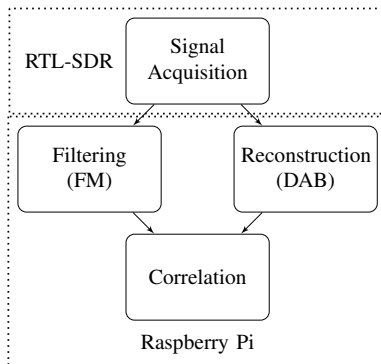 RTL-SDR
Signal
Acquisition
Filtering
(FM)
Reconstruction
(DAB)
Correlation
Raspberry Pi